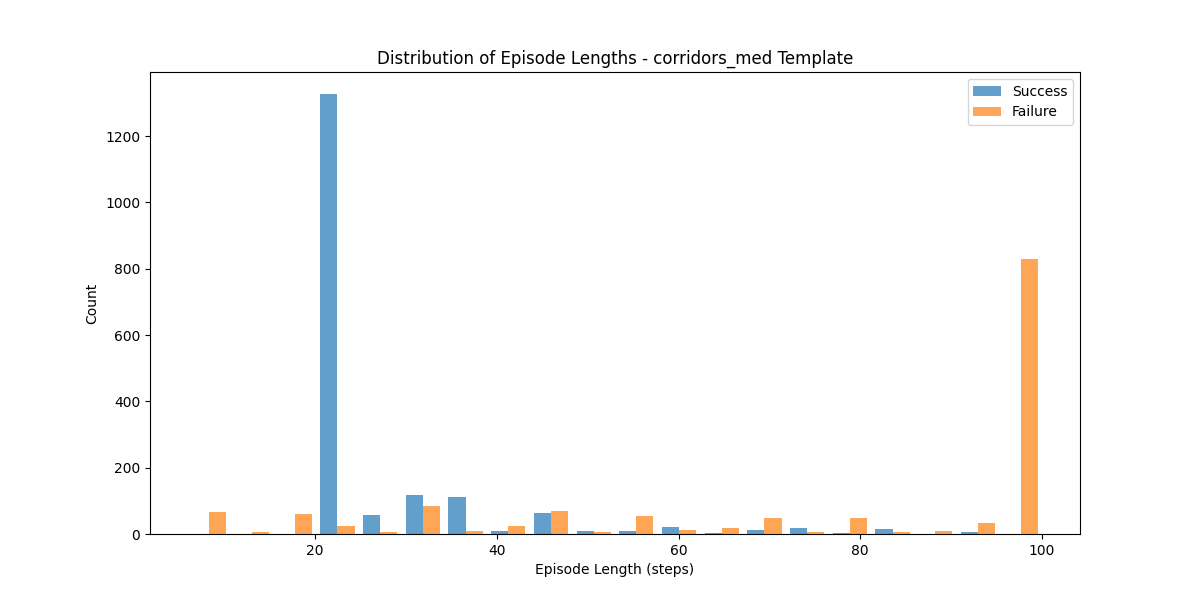 Distribution of Episode Lengths - corridors_med Template
Success
Failure
1200
1000
800
600
400
200
0
Count
20
40
60
80
100
Episode Length (steps)